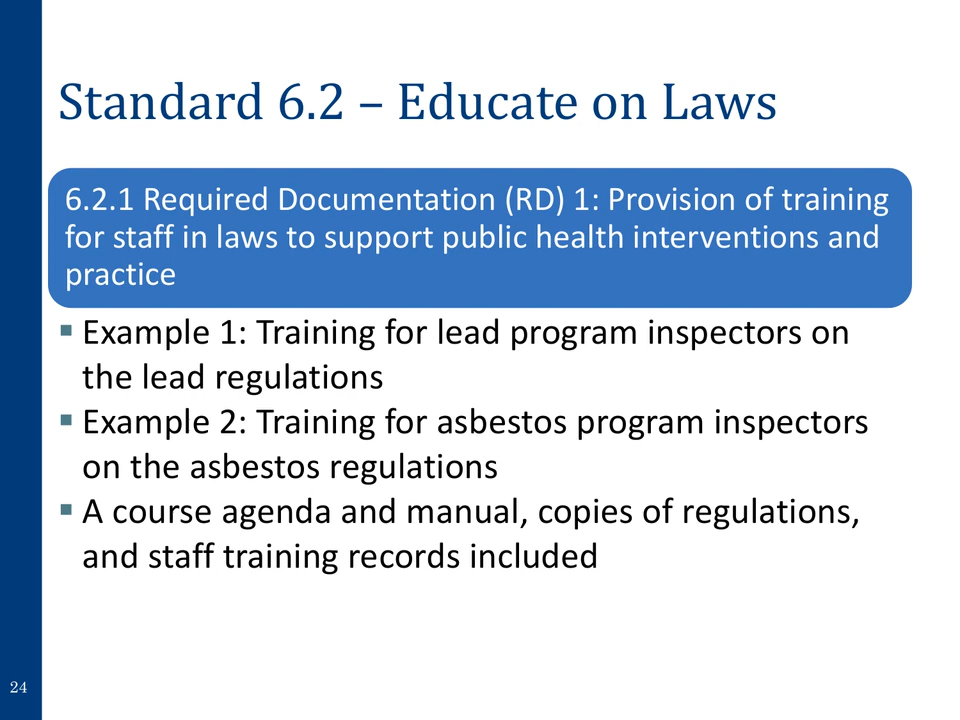 Standard 6.2 – Educate on Laws
6.2.1 Required Documentation (RD) 1: Provision of training
for staff in laws to support public health interventions and
practice
▪ Example 1: Training for lead program inspectors on
the lead regulations
▪ Example 2: Training for asbestos program inspectors
on the asbestos regulations
▪ A course agenda and manual, copies of regulations,
and staff training records included
24